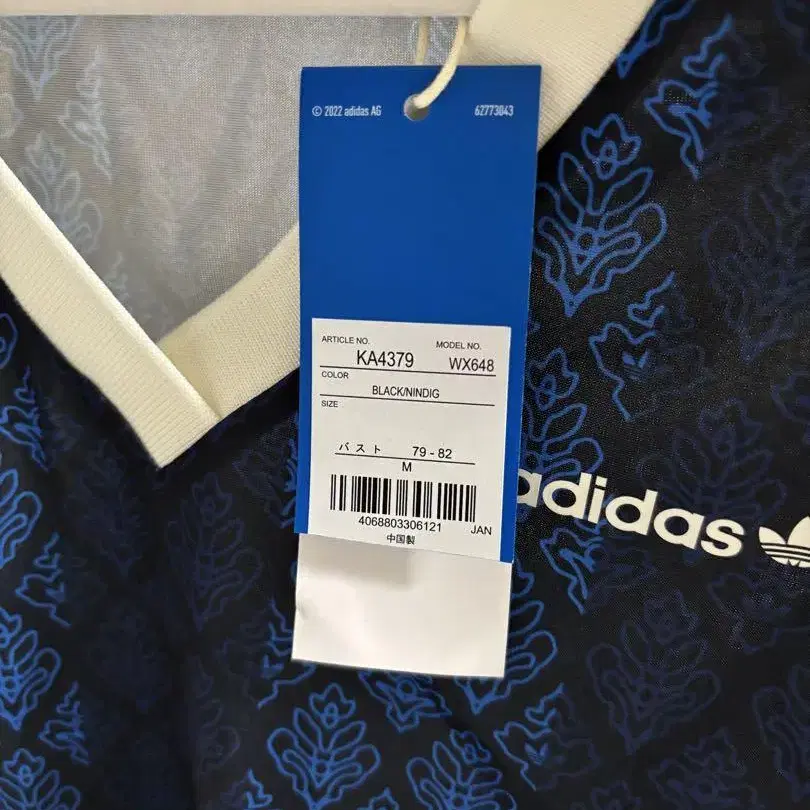 © 2022 adidas AG
62773043
ARTICLE NO.
MODEL NO.
KA4379
WX648
COLOR
BLACK/NINDIG
SIZE
バスト 79-82
M
4068803306121 JAN
中国製
adidas